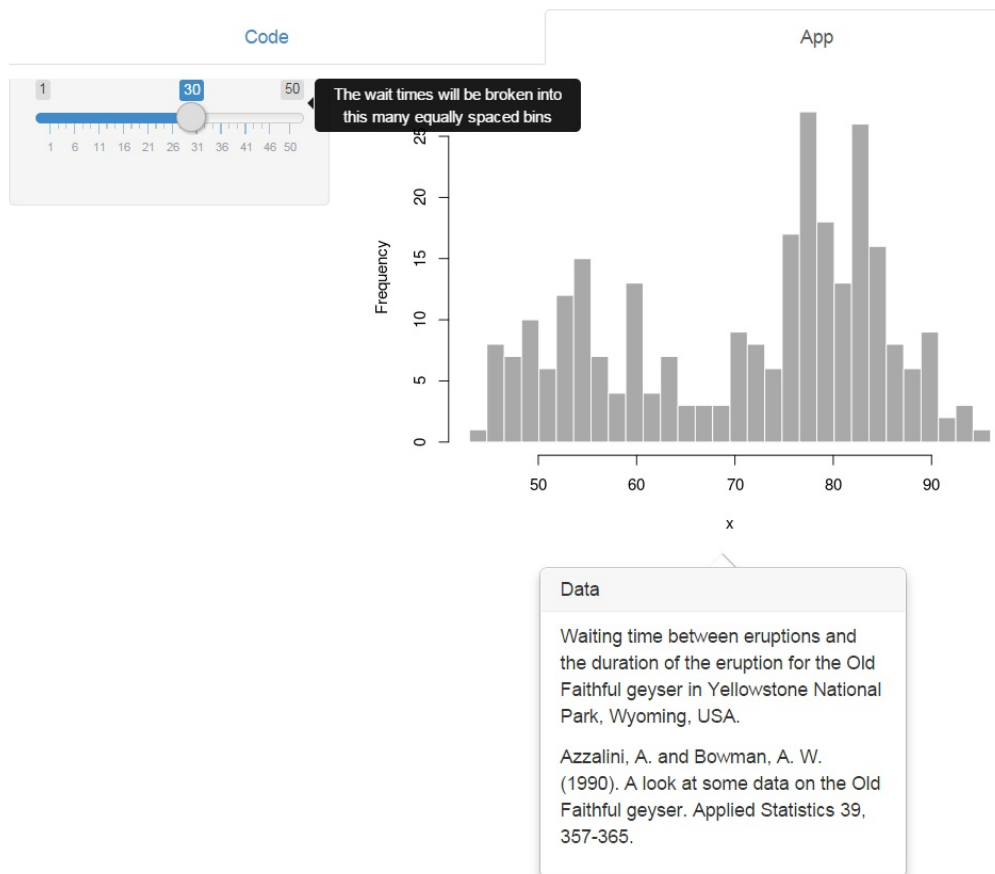 Code
App
1
30
50
1 6 11 16 21 26 31 36 41 46 50
The wait times will be broken into
this many equally spaced bins
25
20
15
10
5
0
Frequency
50 60 70 80 90
x
Data
Waiting time between eruptions and
the duration of the eruption for the Old
Faithful geyser in Yellowstone National
Park, Wyoming, USA.
Azzalini, A. and Bowman, A. W.
(1990). A look at some data on the Old
Faithful geyser. Applied Statistics 39,
357-365.